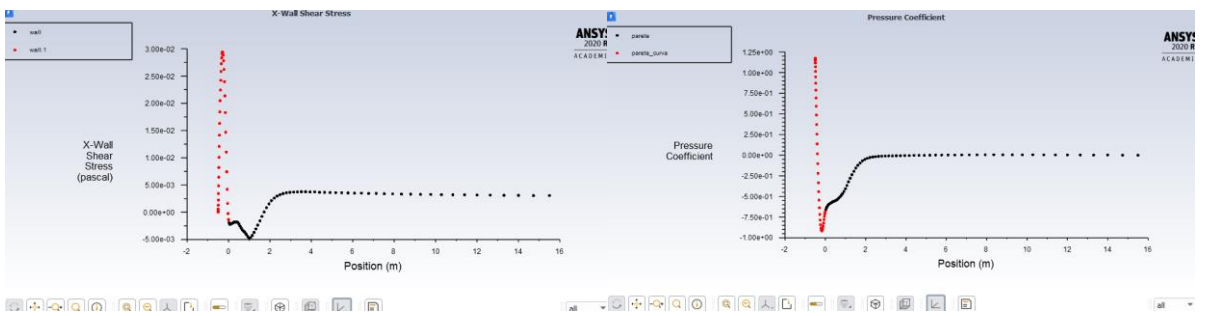 X-Wall Shear Stress
wall
wall.1
ANSYS
2020 R
ACADEMI
3.00e-02
2.50e-02
2.00e-02
1.50e-02
1.00e-02
5.00e-03
0.00e+00
-5.00e-03
X-Wall
Shear
Stress
(pascal)
-2 0 2 4 6 8 10 12 14 16
Position (m)
all
Pressure Coefficient
pareta
pareta_curva
ANSYS
2020 R
ACADEMI
1.25e+00
1.00e+00
7.50e-01
5.00e-01
2.50e-01
0.00e+00
-2.50e-01
-5.00e-01
-7.50e-01
-1.00e+00
Pressure
Coefficient
-2 0 2 4 6 8 10 12 14 16
Position (m)
all